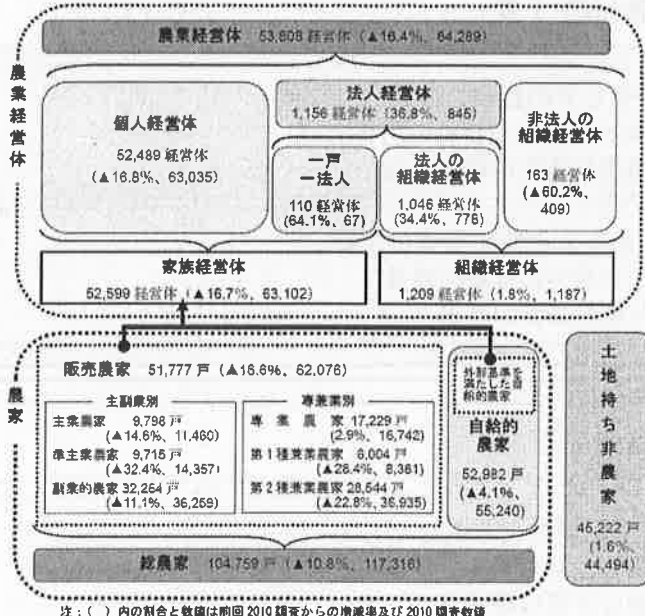 農業経営体 53,808 経営体 (▲16.4%、64,289)
農業経営体
個人経営体
52,489 経営体
(▲16.8%、63,035)
法人経営体
1,156 経営体 (36.8%、845)
一戸
一法人
110 経営体
(64.1%、67)
法人の
組織経営体
1,046 経営体
(34.4%、778)
非法人の
組織経営体
163 経営体
(▲60.2%、
409)
家族経営体
52,599 経営体 (▲16.7%、63,102)
組織経営体
1,209 経営体 (1.8%、1,187)
農家
販売農家 51,777 戸 (▲16.6%、62,076)
主副業別
主業農家 9,798 戸
(▲14.6%、11,460)
準主業農家 9,715 戸
(▲32.4%、14,357)
副業的農家 32,264 戸
(▲11.1%、36,259)
専兼業別
専業農家 17,229 戸
(2.9%、16,742)
第1種兼業農家 6,004 戸
(▲28.4%、8,381)
第2種兼業農家 28,544 戸
(▲22.8%、36,935)
外形基準を
満たした自
給的農家
自給的
農家
52,982 戸
(▲4.1%、
55,240)
土地持ち非農家
45,222 戸
(1.6%、
44,494)
総農家 104,759 戸 (▲10.8%、117,316)
注：( ) 内の割合と数値は前回 2010 調査からの増減率及び 2010 調査数値